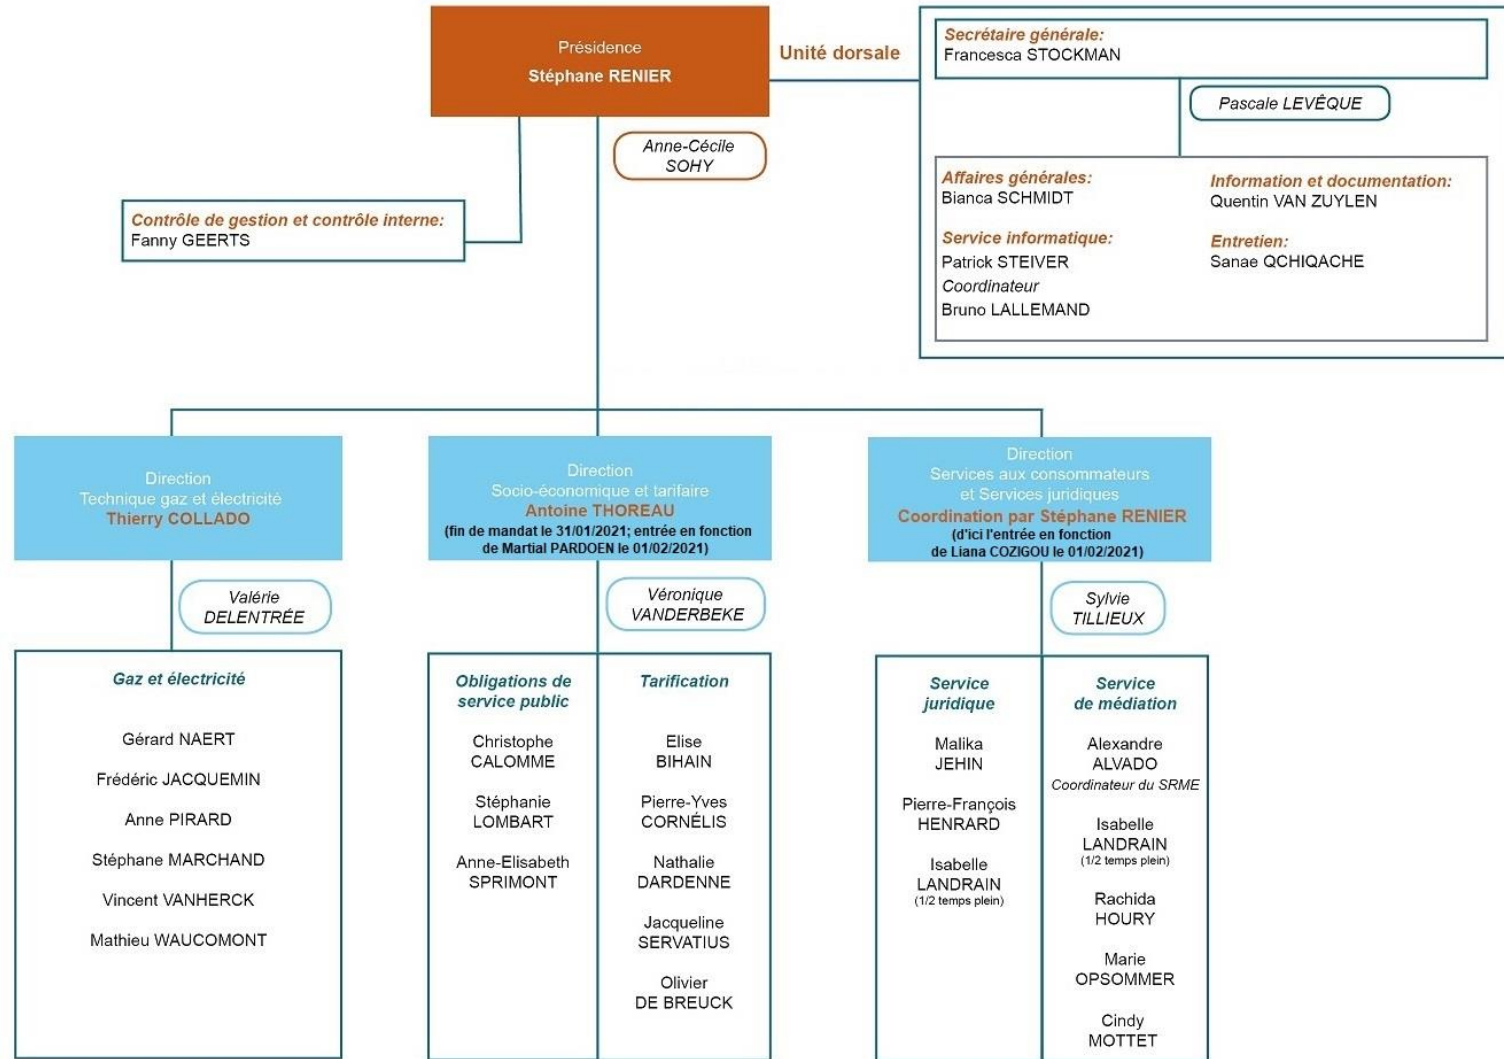 Présidence
Stéphane RENIER
Unité dorsale
Secrétaire générale:
Francesca STOCKMAN
Pascale LEVÊQUE
Anne-Cécile
SOHY
Contrôle de gestion et contrôle interne:
Fanny GEERTS
Affaires générales:
Bianca SCHMIDT
Service informatique:
Patrick STEIVER
Coordinateur
Bruno LALLEMAND
Information et documentation:
Quentin VAN ZUYLEN
Entretien:
Sanae QCHIQACHE
Direction
Technique gaz et électricité
Thierry COLLADO
Direction
Socio-économique et tarifaire
Antoine THOREAU
(fin de mandat le 31/01/2021; entrée en fonction
de Martial PARDOEN le 01/02/2021)
Direction
Services aux consommateurs
et Services juridiques
Coordination par Stéphane RENIER
(d'ici l'entrée en fonction
de Liana COZIGOU le 01/02/2021)
Valérie
DELENTRÉE
Véronique
VANDERBEKE
Sylvie
TILLIEUX
Gaz et électricité
Gérard NAERT
Frédéric JACQUEMIN
Anne PIRARD
Stéphane MARCHAND
Vincent VANHERCK
Mathieu WAUCOMONT
Obligations de
service public
Christophe
CALOMME
Stéphanie
LOMBART
Anne-Elisabeth
SPRIMONT
Tarification
Elise
BIHAIN
Pierre-Yves
CORNÉLIS
Nathalie
DARDENNE
Jacqueline
SERVATIUS
Olivier
DE BREUCK
Service
juridique
Malika
JEHIN
Pierre-François
HENRARD
Isabelle
LANDRAIN
(1/2 temps plein)
Service
de médiation
Alexandre
ALVADO
Coordinateur du SRME
Isabelle
LANDRAIN
(1/2 temps plein)
Rachida
HOURY
Marie
OPSOMMER
Cindy
MOTTET